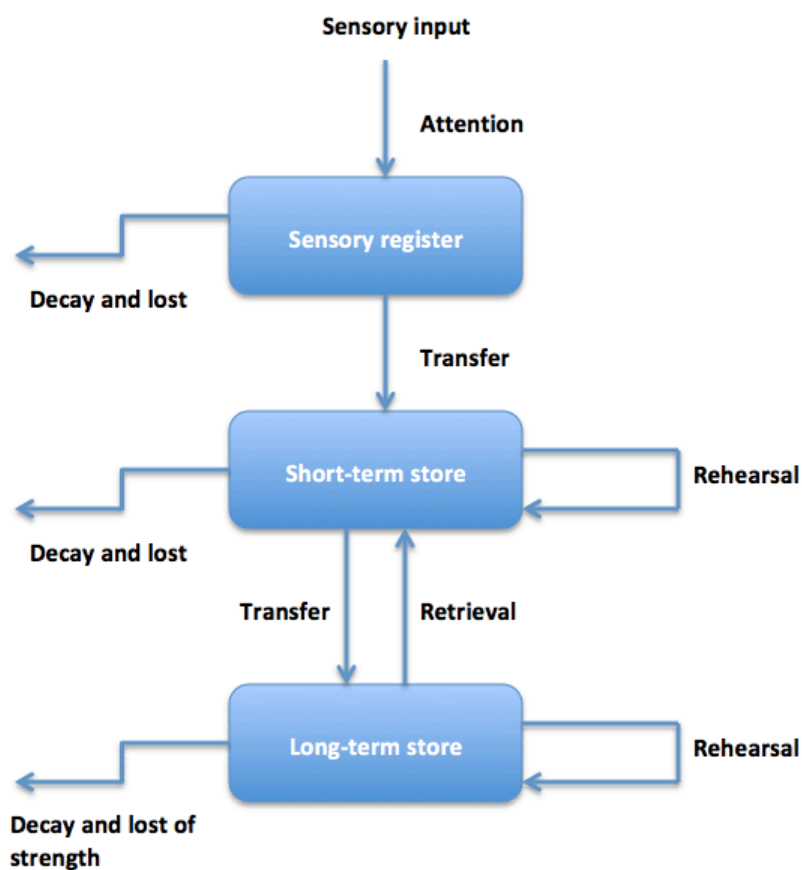 Sensory input
Attention
Sensory register
Decay and lost
Transfer
Short-term store
Rehearsal
Decay and lost
Transfer
Retrieval
Long-term store
Rehearsal
Decay and lost of
strength